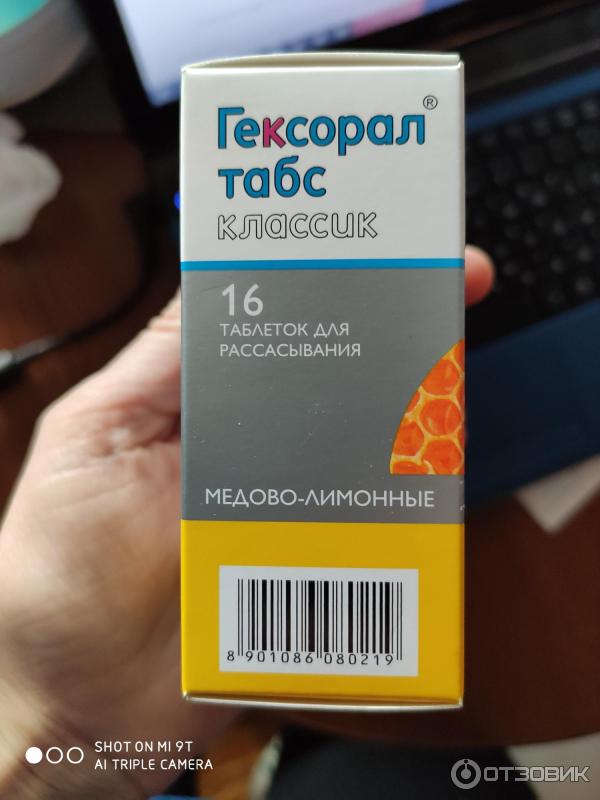 Гексорал®
табс
классик
16
ТАБЛЕТОК ДЛЯ
РАССАСЫВАНИЯ
МЕДОВО-ЛИМОННЫЕ
8 901086 080219
SHOT ON MI 9T
AI TRIPLE CAMERA
ОТЗОВИК